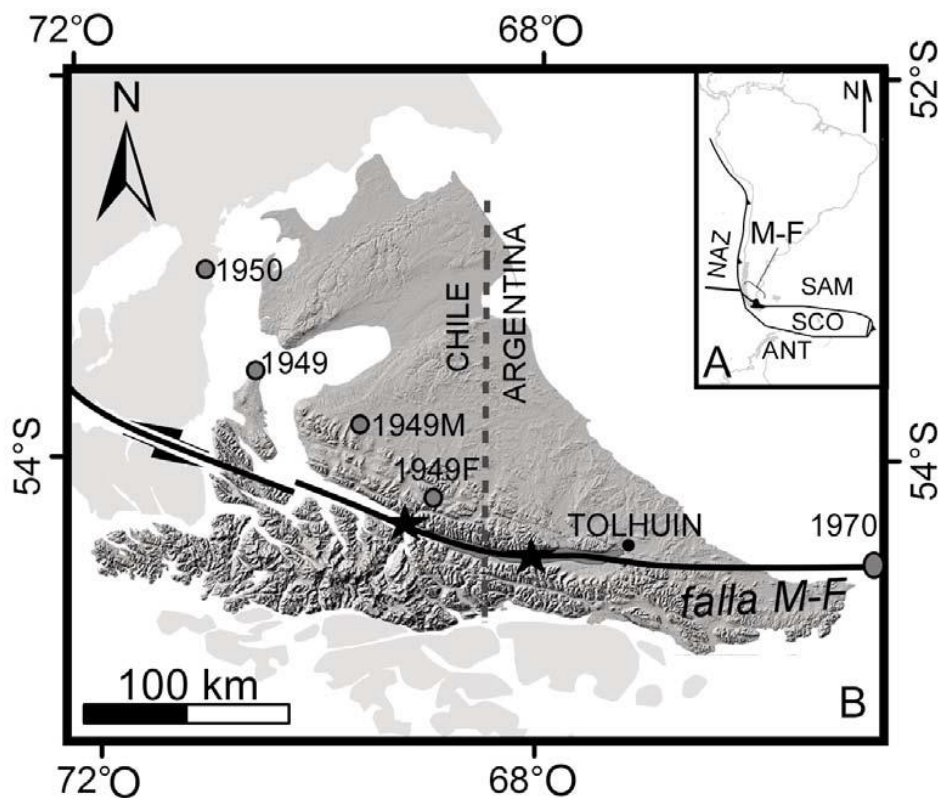 72°O
68°O
52°S
N
N
1950
CHILE
ARGENTINA
NAZ
M-F
SAM
SCO
ANT
A
1949
1949M
1949F
54°S
54°S
TOLHUIN
1970
falla M-F
100 km
B
72°O
68°O